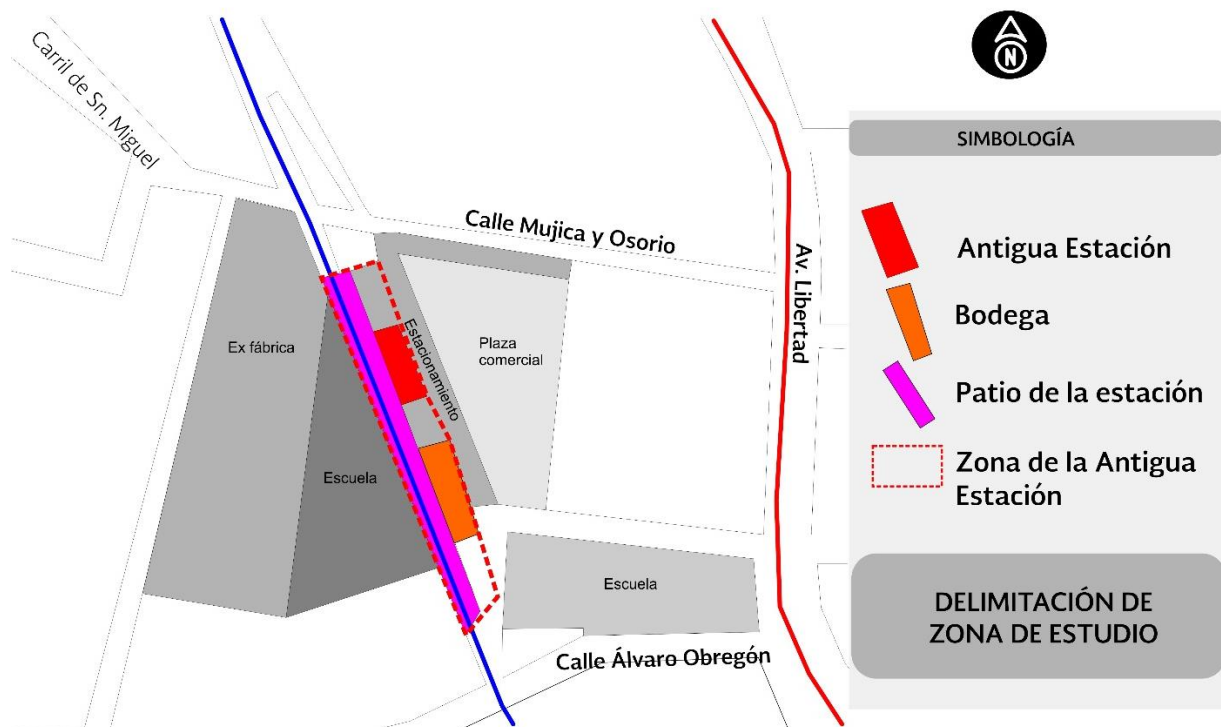 Carril de Sn. Miguel
Calle Mujica y Osorio
Av. Libertad
Ex fábrica
Estacionamiento
Plaza
comercial
Escuela
Escuela
Calle Álvaro Obregón
N
SIMBOLOGÍA
Antigua Estación
Bodega
Patio de la estación
Zona de la Antigua
Estación
DELIMITACIÓN DE
ZONA DE ESTUDIO